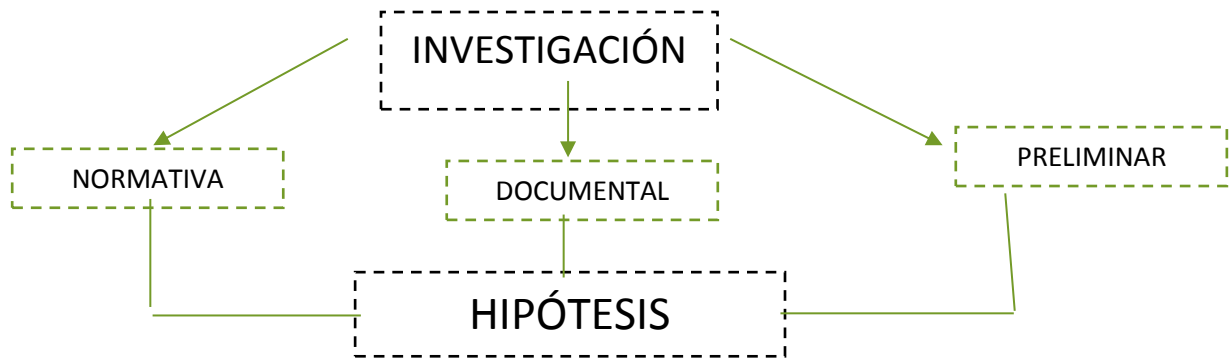 INVESTIGACIÓN
NORMATIVA
DOCUMENTAL
PRELIMINAR
HIPÓTESIS